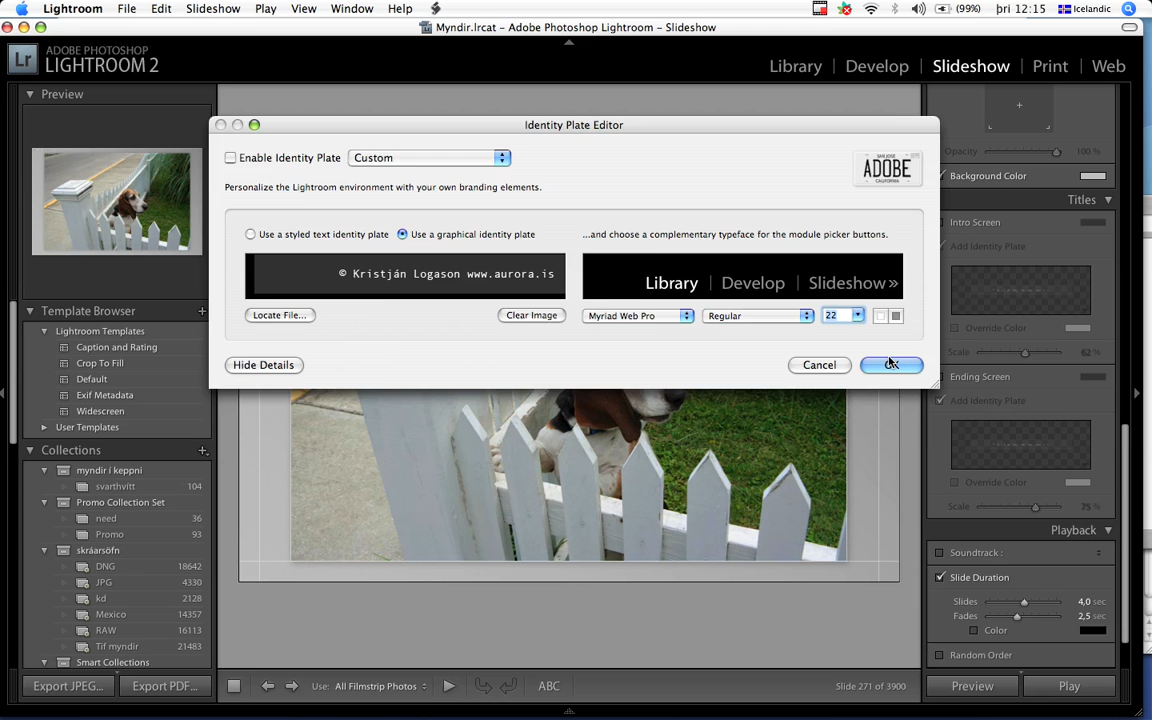 Lightroom File Edit Slideshow Play View Window Help (99%) þri 12:15 Icelandic
Myndir.lrcat – Adobe Photoshop Lightroom – Slideshow
Lr ADOBE PHOTOSHOP
LIGHTROOM 2
Library | Develop | Slideshow | Print | Web
Preview
Template Browser +
Lightroom Templates
Caption and Rating
Crop To Fill
Default
Exif Metadata
Widescreen
User Templates
Collections +
myndir í keppni
svarthvítt 104
Promo Collection Set
need 36
Promo 93
skráarsöfn
DNG 18642
JPG 4330
kd 2128
Mexico 14357
RAW 16113
Tif myndir 21483
Smart Collections
Export JPEG... Export PDF...
Identity Plate Editor
Enable Identity Plate Custom
SAN JOSE
ADOBE
CALIFORNIA
Personalize the Lightroom environment with your own branding elements.
Use a styled text identity plate Use a graphical identity plate
...and choose a complementary typeface for the module picker buttons.
© Kristján Logason www.aurora.is
Library | Develop | Slideshow »
Locate File... Clear Image
Myriad Web Pro Regular 22
Hide Details Cancel OK
Use: All Filmstrip Photos ABC Slide 271 of 3900
Opacity 100 %
Background Color
Titles
Intro Screen
Add Identity Plate
Override Color
Scale 62 %
Ending Screen
Add Identity Plate
Override Color
Scale 75 %
Playback
Soundtrack :
Slide Duration
Slides 4,0 sec
Fades 2,5 sec
Color
Random Order
Preview Play